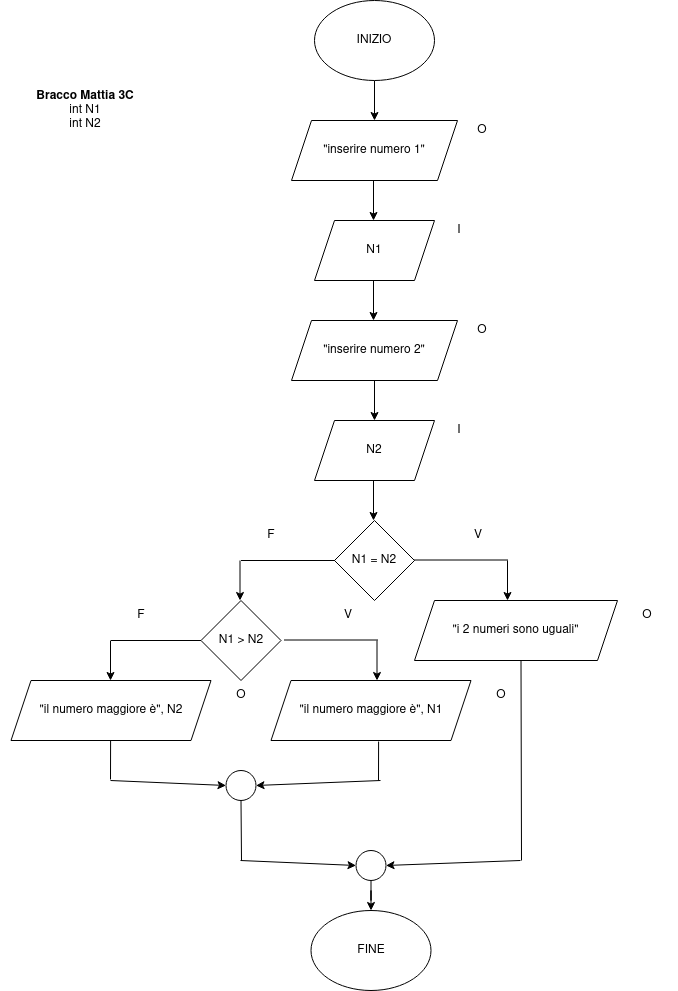 INIZIO
Bracco Mattia 3C
int N1
int N2
"inserire numero 1"
O
N1
I
"inserire numero 2"
O
N2
I
F
V
N1 = N2
F
V
"i 2 numeri sono uguali"
O
N1 > N2
"il numero maggiore è", N2
O
"il numero maggiore è", N1
O
FINE